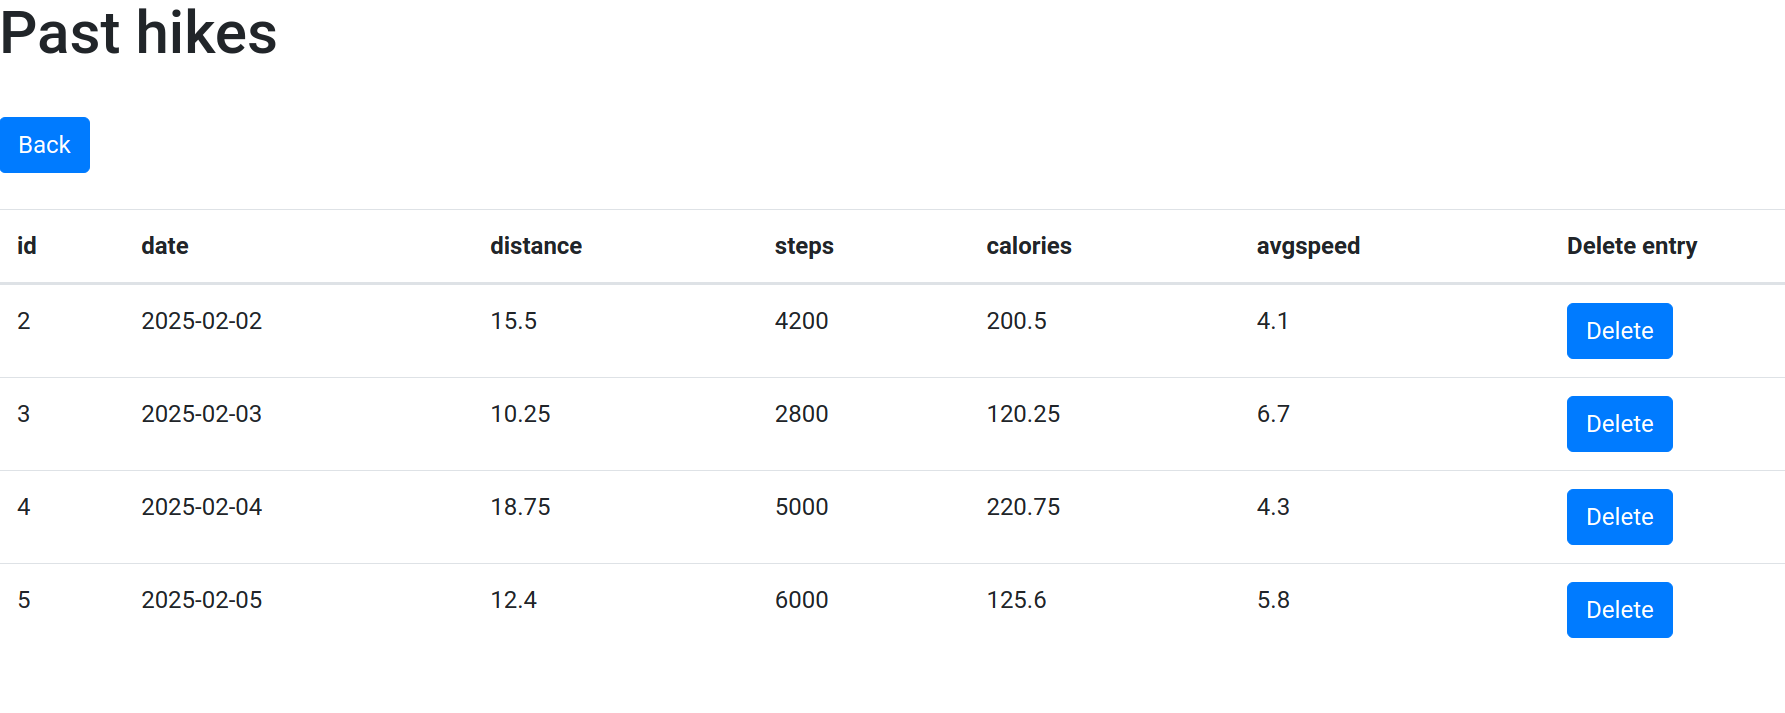 Past hikes
Back
id date distance steps calories avgspeed Delete entry
2 2025-02-02 15.5 4200 200.5 4.1 Delete
3 2025-02-03 10.25 2800 120.25 6.7 Delete
4 2025-02-04 18.75 5000 220.75 4.3 Delete
5 2025-02-05 12.4 6000 125.6 5.8 Delete